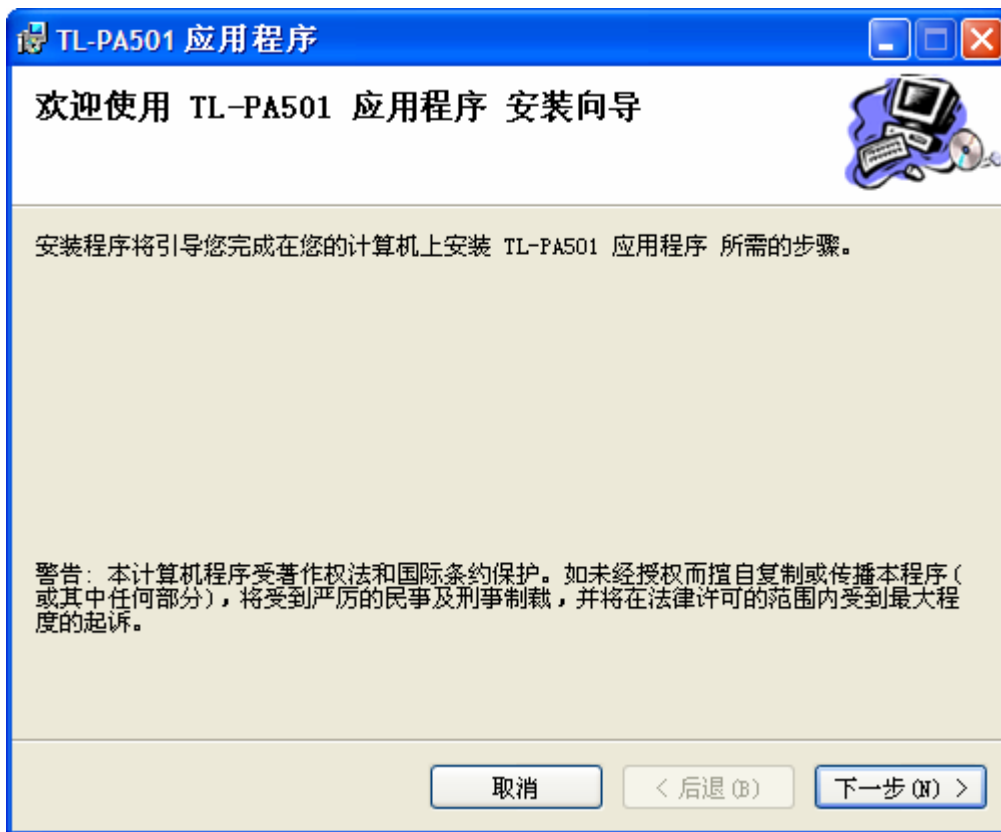 TL-PA501 应用程序
欢迎使用 TL-PA501 应用程序 安装向导
安装程序将引导您完成在您的计算机上安装 TL-PA501 应用程序 所需的步骤。
警告: 本计算机程序受著作权法和国际条约保护。如未经授权而擅自复制或传播本程序(
或其中任何部分)，将受到严厉的民事及刑事制裁，并将在法律许可的范围内受到最大程
度的起诉。
取消
< 后退(B)
下一步(N) >